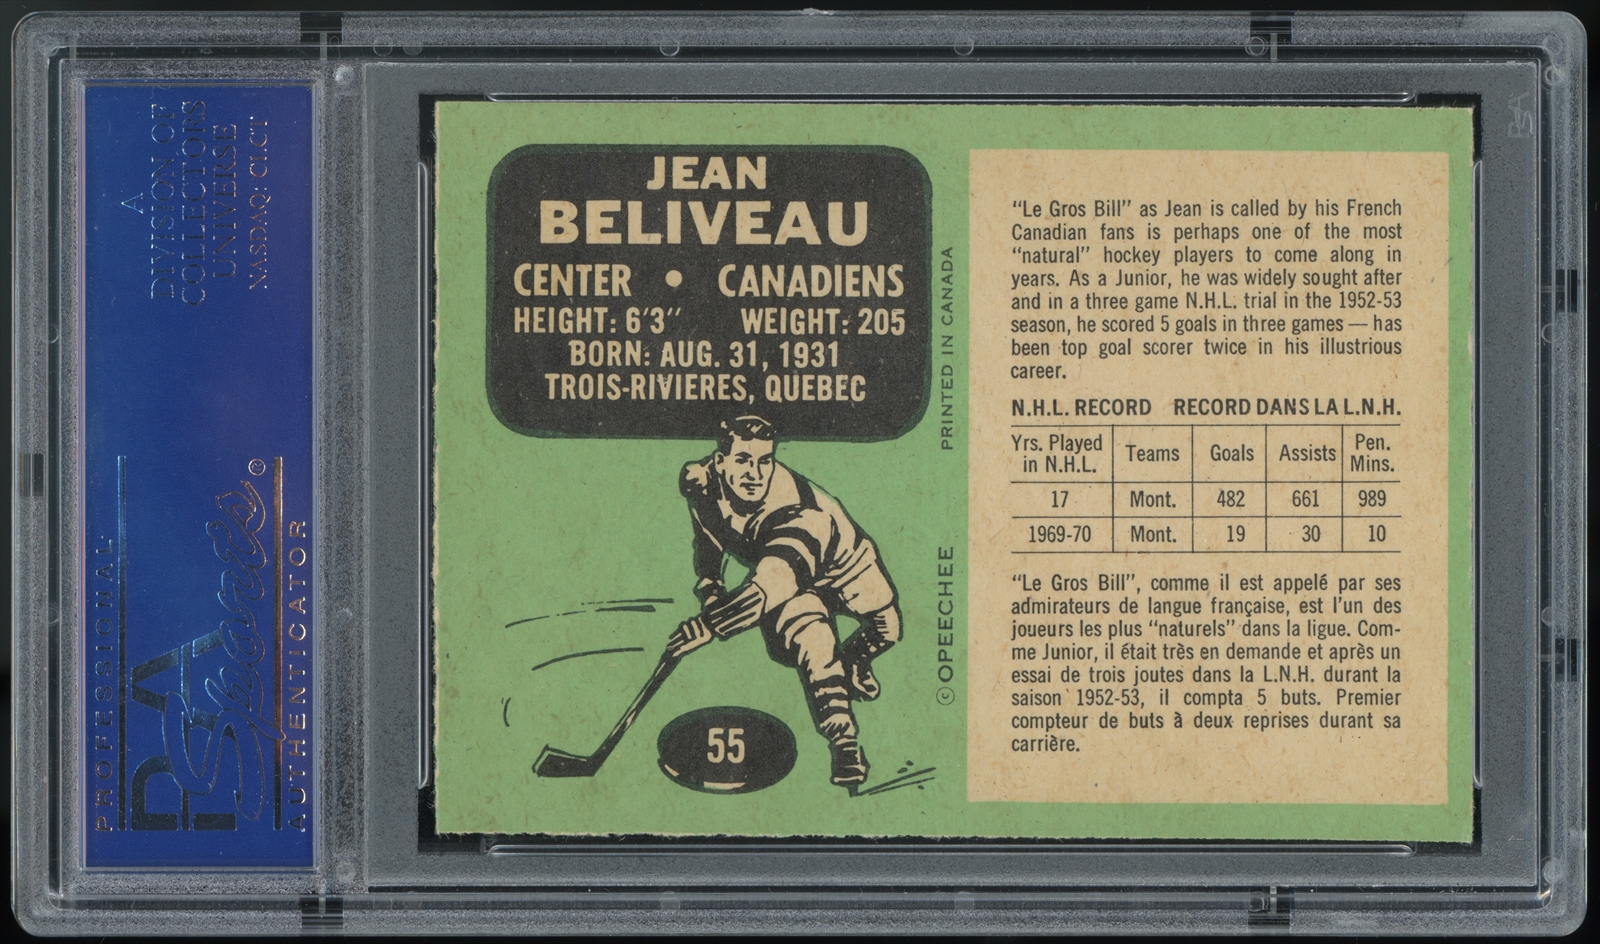 A
DIVISION OF
COLLECTORS
UNIVERSE
NASDAQ: CLCT
PROFESSIONAL
PSA
Sports®
AUTHENTICATOR
JEAN
BELIVEAU
CENTER • CANADIENS
HEIGHT: 6'3" WEIGHT: 205
BORN: AUG. 31, 1931
TROIS-RIVIERES, QUEBEC
55
© OPEECHEE PRINTED IN CANADA
"Le Gros Bill" as Jean is called by his French
Canadian fans is perhaps one of the most
"natural" hockey players to come along in
years. As a Junior, he was widely sought after
and in a three game N.H.L. trial in the 1952-53
season, he scored 5 goals in three games — has
been top goal scorer twice in his illustrious
career.
N.H.L. RECORD RECORD DANS LA L.N.H.
Yrs. Played in N.H.L. Teams Goals Assists Pen. Mins.
17 Mont. 482 661 989
1969-70 Mont. 19 30 10
"Le Gros Bill", comme il est appelé par ses
admirateurs de langue française, est l'un des
joueurs les plus "naturels" dans la ligue. Com-
me Junior, il était très en demande et après un
essai de trois joutes dans la L.N.H. durant la
saison 1952-53, il compta 5 buts. Premier
compteur de buts à deux reprises durant sa
carrière.
PSA